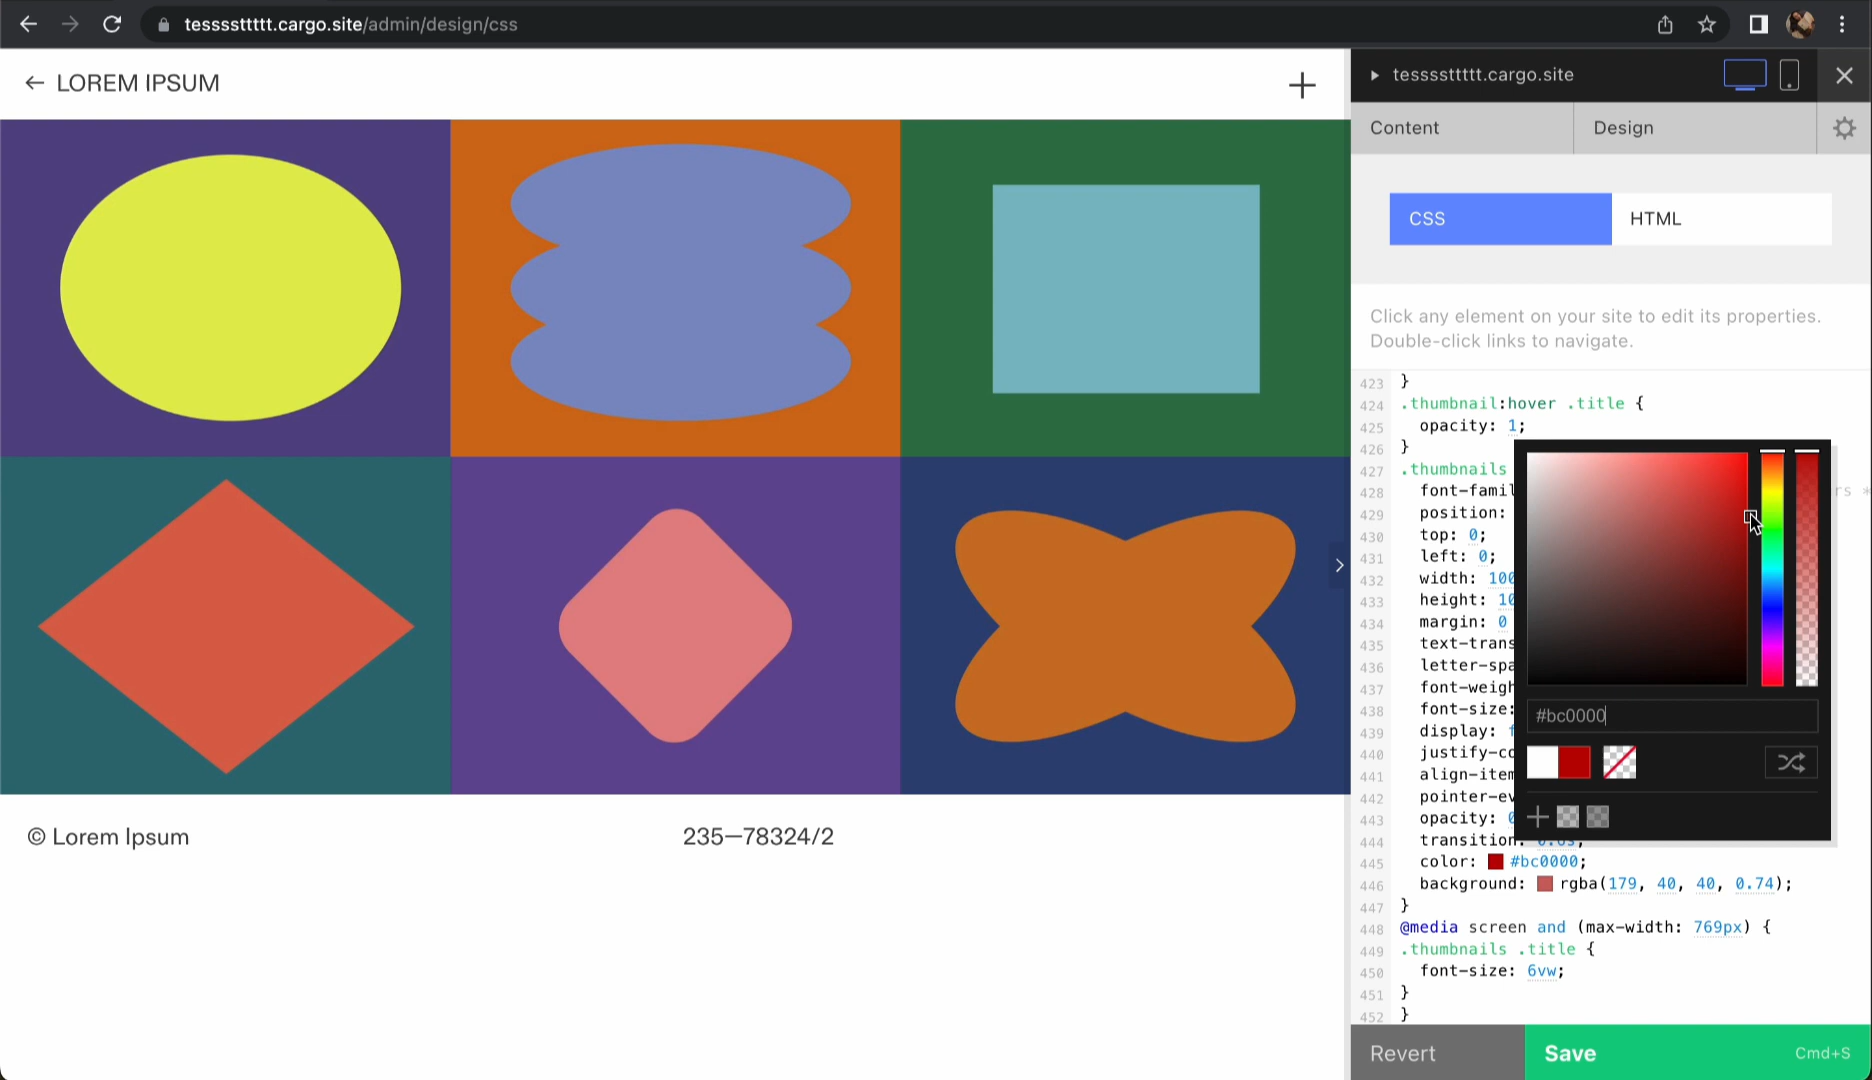 tesssssttttt.cargo.site/admin/design/css
LOREM IPSUM
© Lorem Ipsum
235—78324/2
tesssssttttt.cargo.site
Content
Design
CSS
HTML
Click any element on your site to edit its properties.
Double-click links to navigate.
423 }
424 .thumbnail:hover .title {
425 opacity: 1;
426 }
427 .thumbnails
428 font-famil rs *
429 position:
430 top: 0;
431 left: 0;
432 width: 100
433 height: 10
434 margin: 0
435 text-trans
436 letter-spa
437 font-weigh
438 font-size:
439 display: f
440 justify-co
441 align-item
442 pointer-ev
443 opacity: 0
444 transition: 0.6s;
445 color: #bc0000;
446 background: rgba(179, 40, 40, 0.74);
447 }
448 @media screen and (max-width: 769px) {
449 .thumbnails .title {
450 font-size: 6vw;
451 }
452 }
#bc0000
Revert
Save
Cmd+S